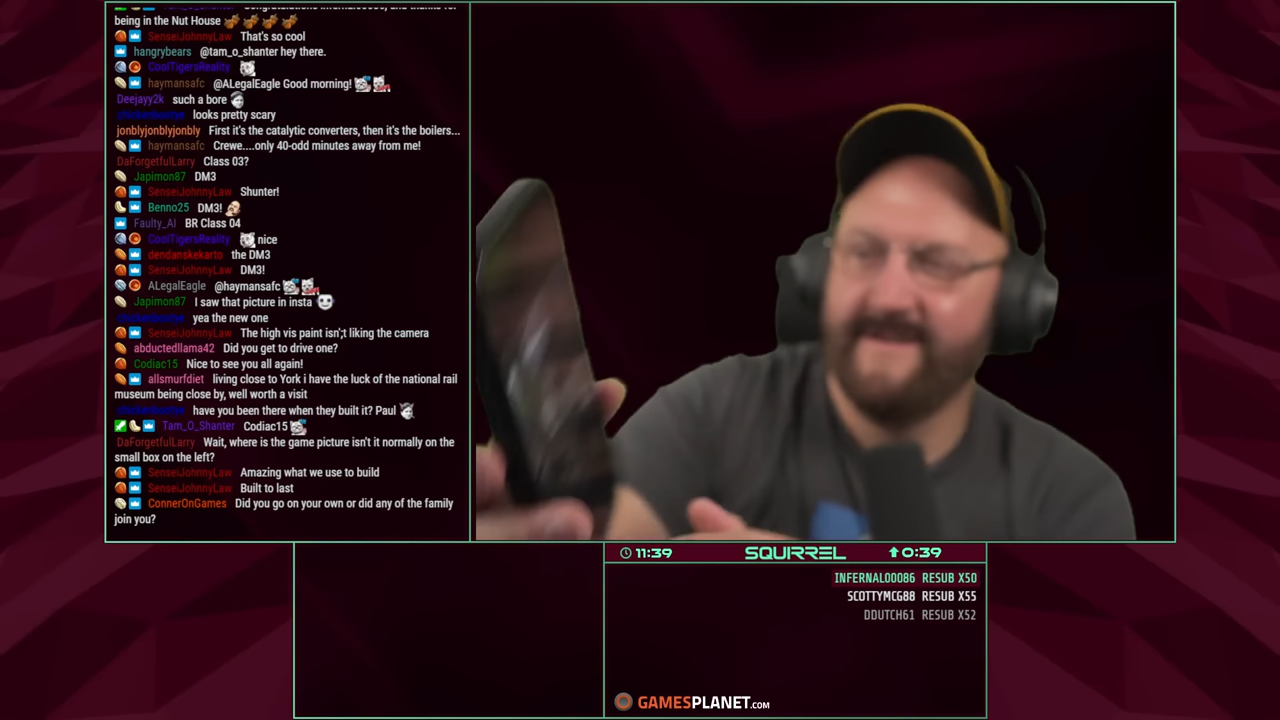 being in the Nut House
SenseiJohnnyLaw That's so cool
hangrybears @tam_o_shanter hey there.
CoolTigersReality
haymansafc @ALegalEagle Good morning!
Deejayy2k such a bore
looks pretty scary
jonblyjonblyjonbly First it's the catalytic converters, then it's the boilers...
haymansafc Crewe....only 40-odd minutes away from me!
DaForgetfulLarry Class 03?
Japimon87 DM3
SenseiJohnnyLaw Shunter!
Benno25 DM3!
Faulty_AI BR Class 04
CoolTigersReality nice
dendanskekarto the DM3
SenseiJohnnyLaw DM3!
ALegalEagle @haymansafc
Japimon87 I saw that picture in insta
yea the new one
SenseiJohnnyLaw The high vis paint isn';t liking the camera
abductedllama42 Did you get to drive one?
Codiac15 Nice to see you all again!
allsmurfdiet living close to York i have the luck of the national rail
museum being close by, well worth a visit
have you been there when they built it? Paul
Tam_O_Shanter Codiac15
DaForgetfulLarry Wait, where is the game picture isn't it normally on the
small box on the left?
SenseiJohnnyLaw Amazing what we use to build
SenseiJohnnyLaw Built to last
ConnerOnGames Did you go on your own or did any of the family
join you?
11:39 SQUIRREL 0:39
INFERNAL00086 RESUB X50
SCOTTYMCG88 RESUB X55
DDUTCH61 RESUB X52
GAMESPLANET.COM